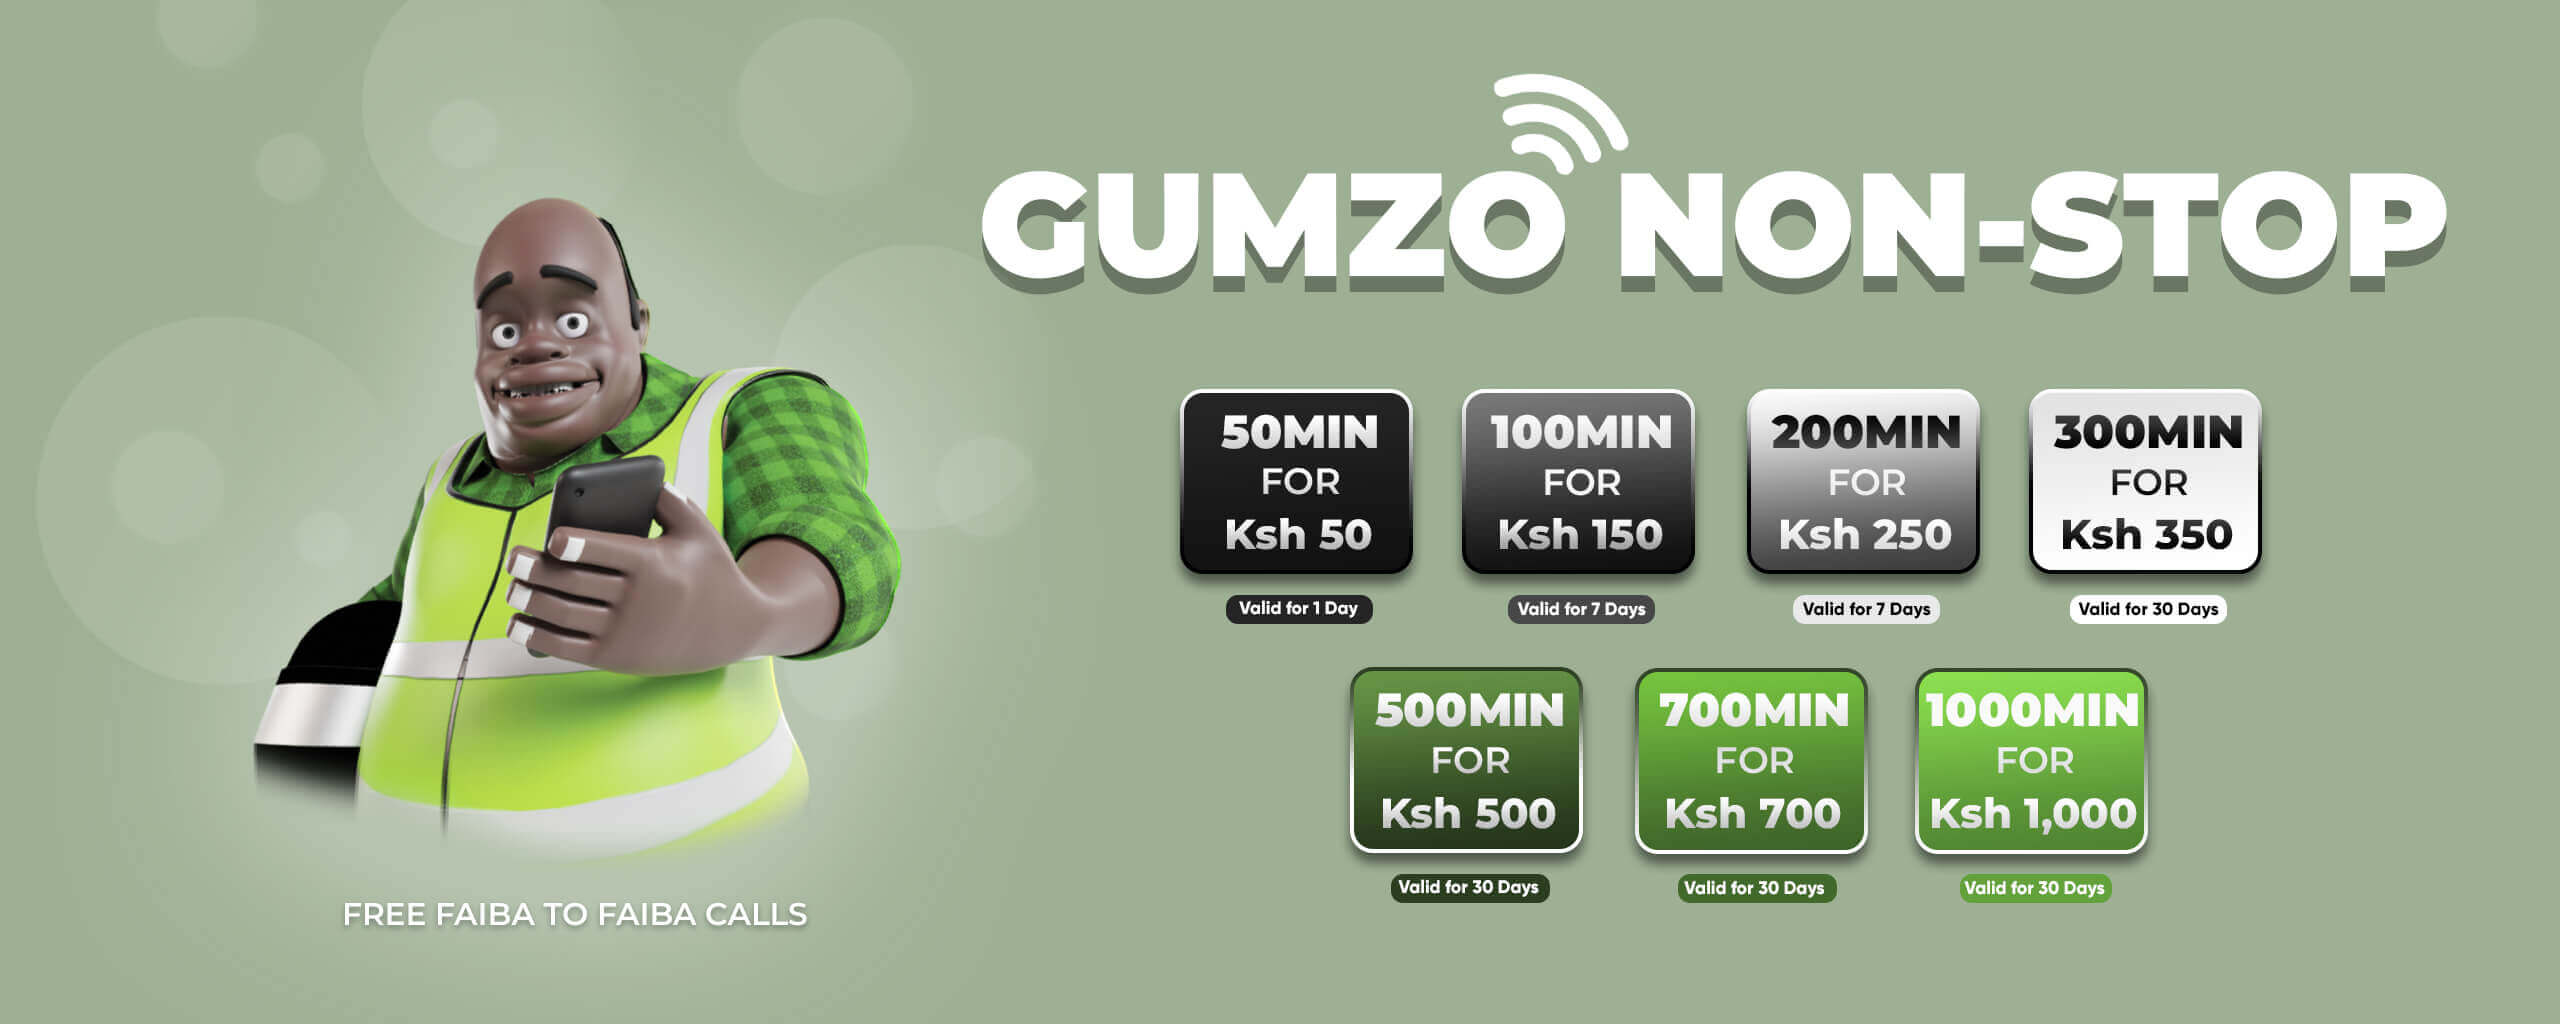 GUMZO NON-STOP
50MIN
FOR
Ksh 50
Valid for 1 Day
100MIN
FOR
Ksh 150
Valid for 7 Days
200MIN
FOR
Ksh 250
Valid for 7 Days
300MIN
FOR
Ksh 350
Valid for 30 Days
500MIN
FOR
Ksh 500
Valid for 30 Days
700MIN
FOR
Ksh 700
Valid for 30 Days
1000MIN
FOR
Ksh 1,000
Valid for 30 Days
FREE FAIBA TO FAIBA CALLS